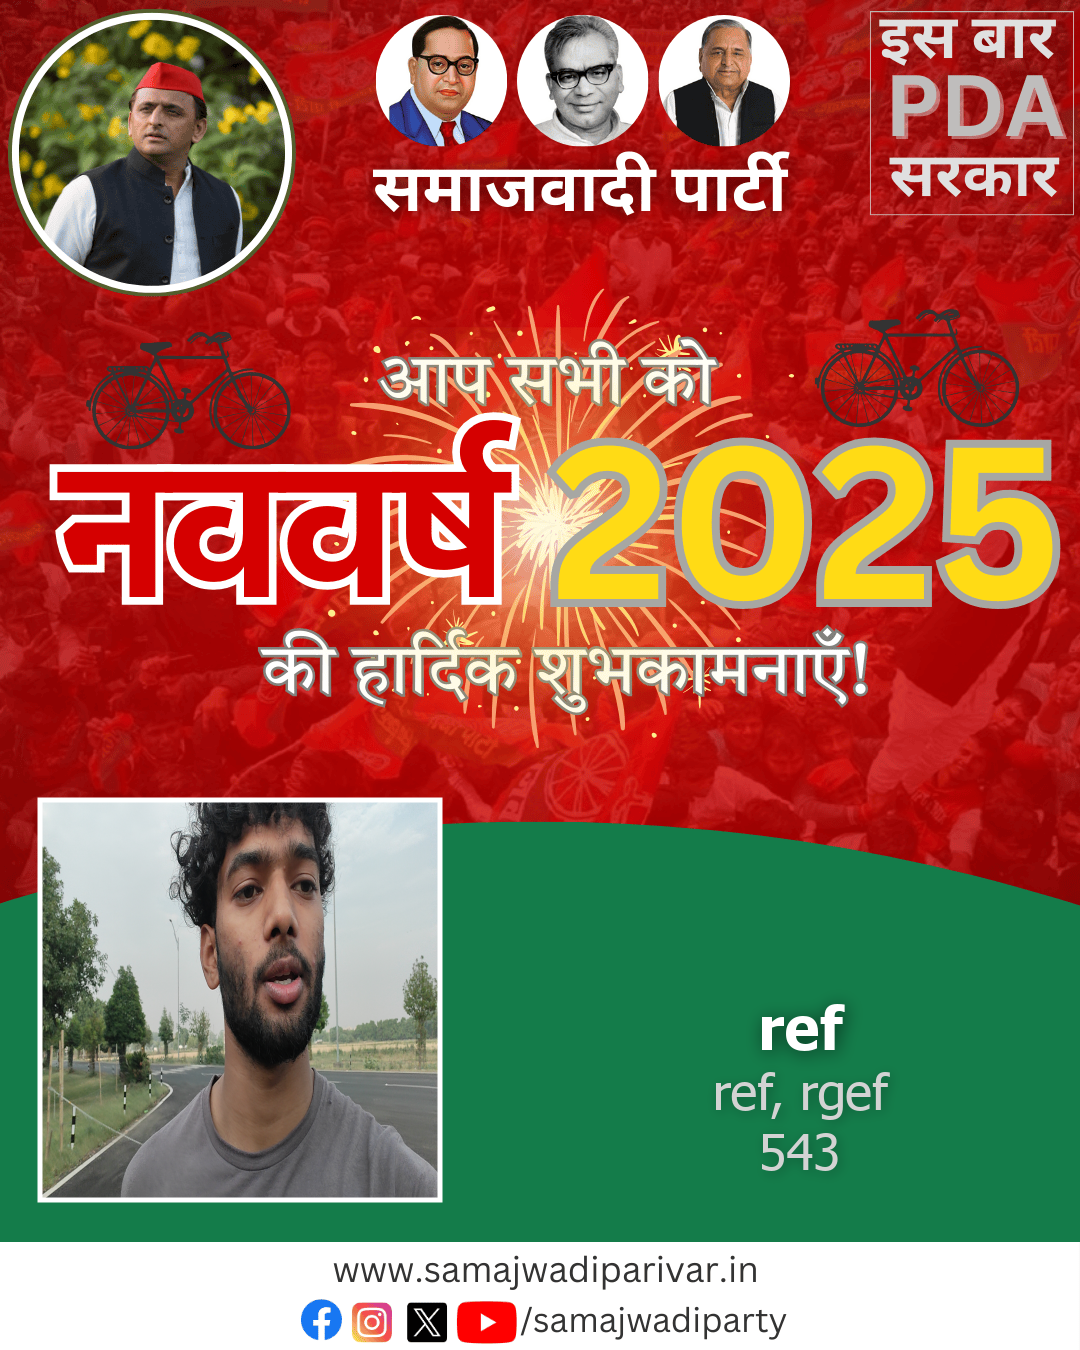 समाजवादी पार्टी
इस बार
PDA
सरकार
आप सभी को
नववर्ष 2025
की हार्दिक शुभकामनाएँ!
ref
ref, rgef
543
www.samajwadiparivar.in
/samajwadiparty